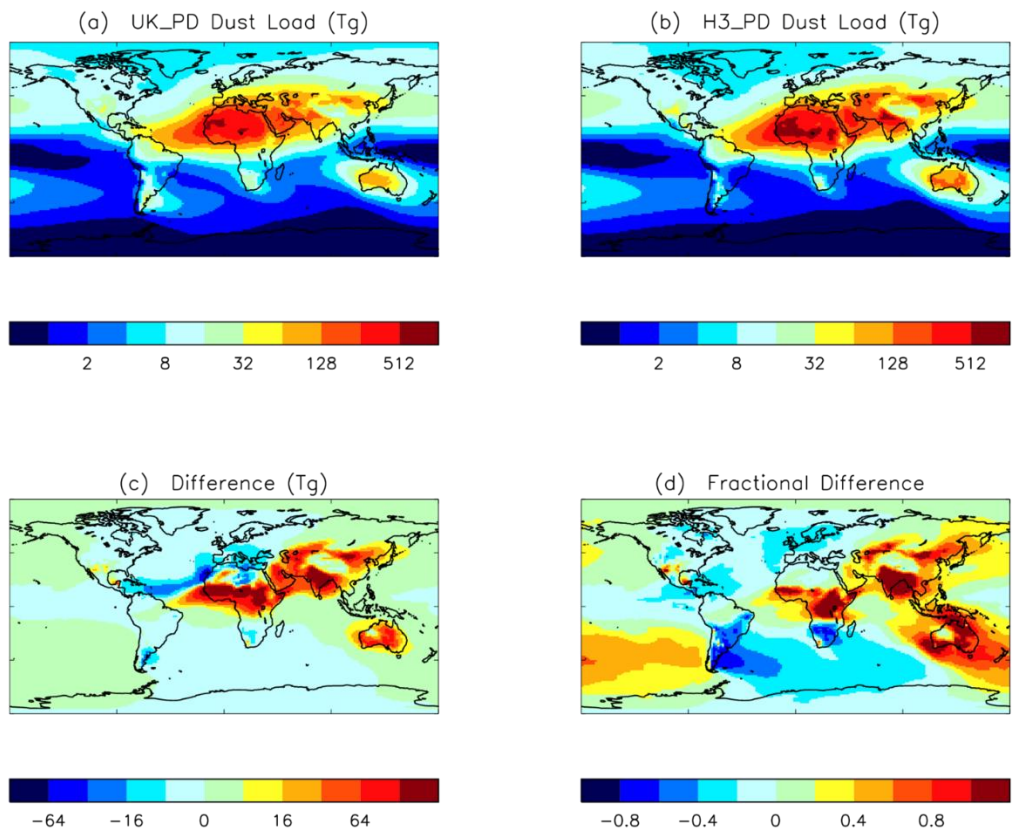 (a) UK_PD Dust Load (Tg)
(b) H3_PD Dust Load (Tg)
2 8 32 128 512
2 8 32 128 512
(c) Difference (Tg)
(d) Fractional Difference
−64 −16 0 16 64
−0.8 −0.4 0 0.4 0.8